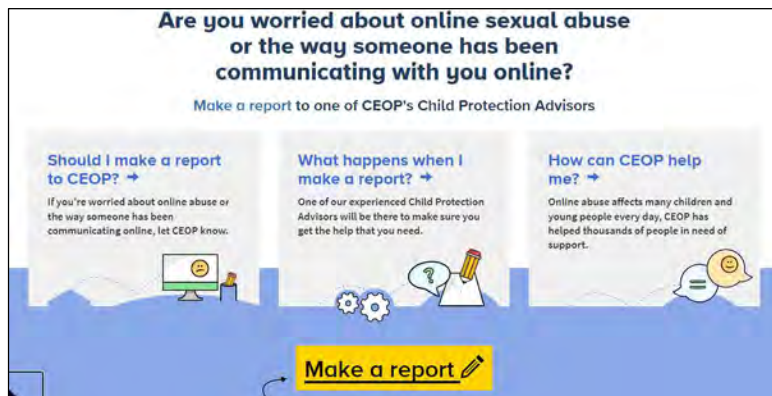 Are you worried about online sexual abuse
or the way someone has been
communicating with you online?
Make a report to one of CEOP's Child Protection Advisors
Should I make a report
to CEOP? →
If you're worried about online abuse or
the way someone has been
communicating online, let CEOP know.
What happens when I
make a report? →
One of our experienced Child Protection
Advisors will be there to make sure you
get the help that you need.
?
How can CEOP help
me? →
Online abuse affects many children and
young people every day, CEOP has
helped thousands of people in need of
support.
Make a report